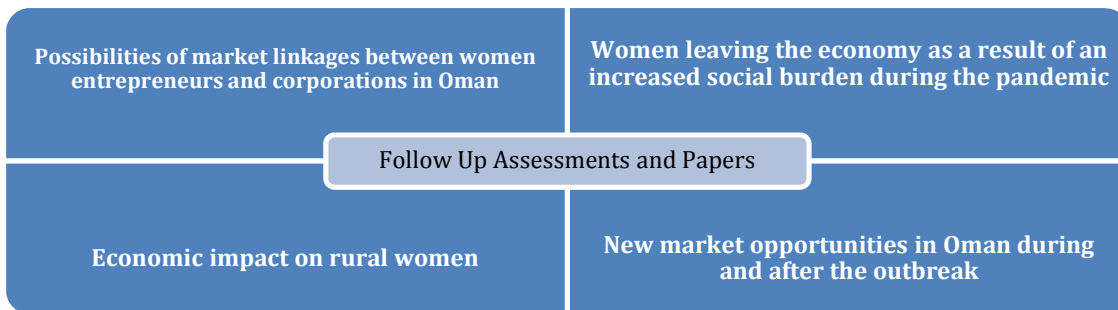 Possibilities of market linkages between women
entrepreneurs and corporations in Oman
Women leaving the economy as a result of an
increased social burden during the pandemic
Follow Up Assessments and Papers
Economic impact on rural women
New market opportunities in Oman during
and after the outbreak